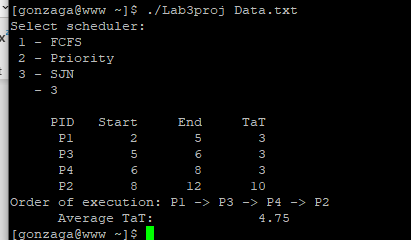 [gonzaga@www ~]$ ./Lab3proj Data.txt
Select scheduler:
1 - FCFS
2 - Priority
3 - SJN
- 3
PID Start End TaT
P1 2 5 3
P3 5 6 3
P4 6 8 3
P2 8 12 10
Order of execution: P1 -> P3 -> P4 -> P2
Average TaT: 4.75
[gonzaga@www ~]$